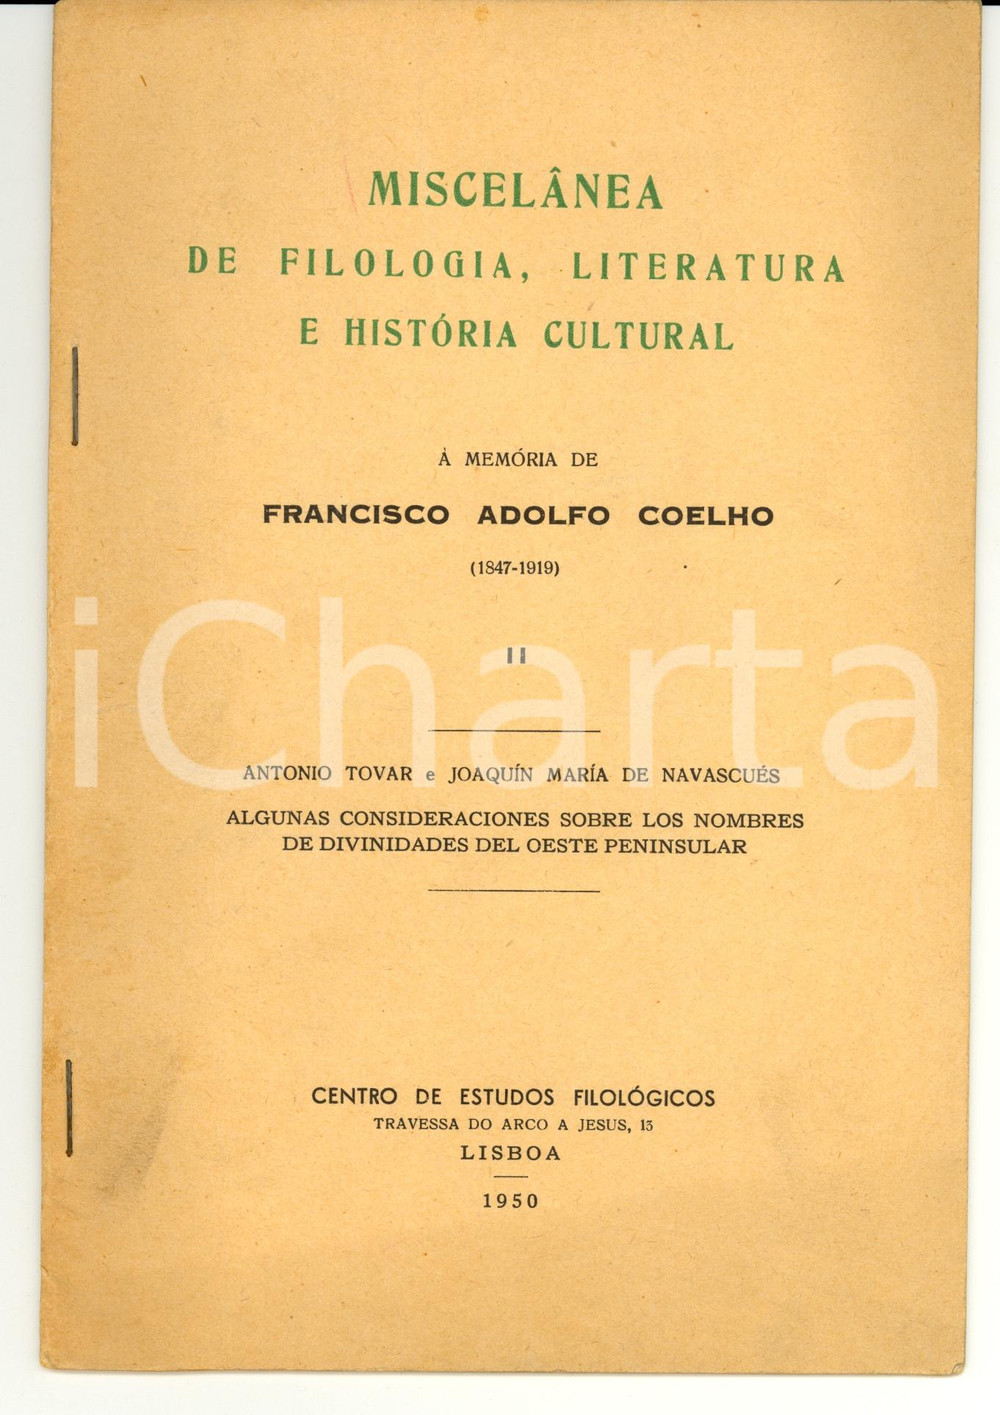 MISCELÂNEA
DE FILOLOGIA, LITERATURA
E HISTÓRIA CULTURAL
À MEMÓRIA DE
FRANCISCO ADOLFO COELHO
(1847-1919)
II
iCharta
ANTONIO TOVAR e JOAQUÍN MARÍA DE NAVASCUÉS
ALGUNAS CONSIDERACIONES SOBRE LOS NOMBRES
DE DIVINIDADES DEL OESTE PENINSULAR
CENTRO DE ESTUDOS FILOLÓGICOS
TRAVESSA DO ARCO A JESUS, 13
LISBOA
1950